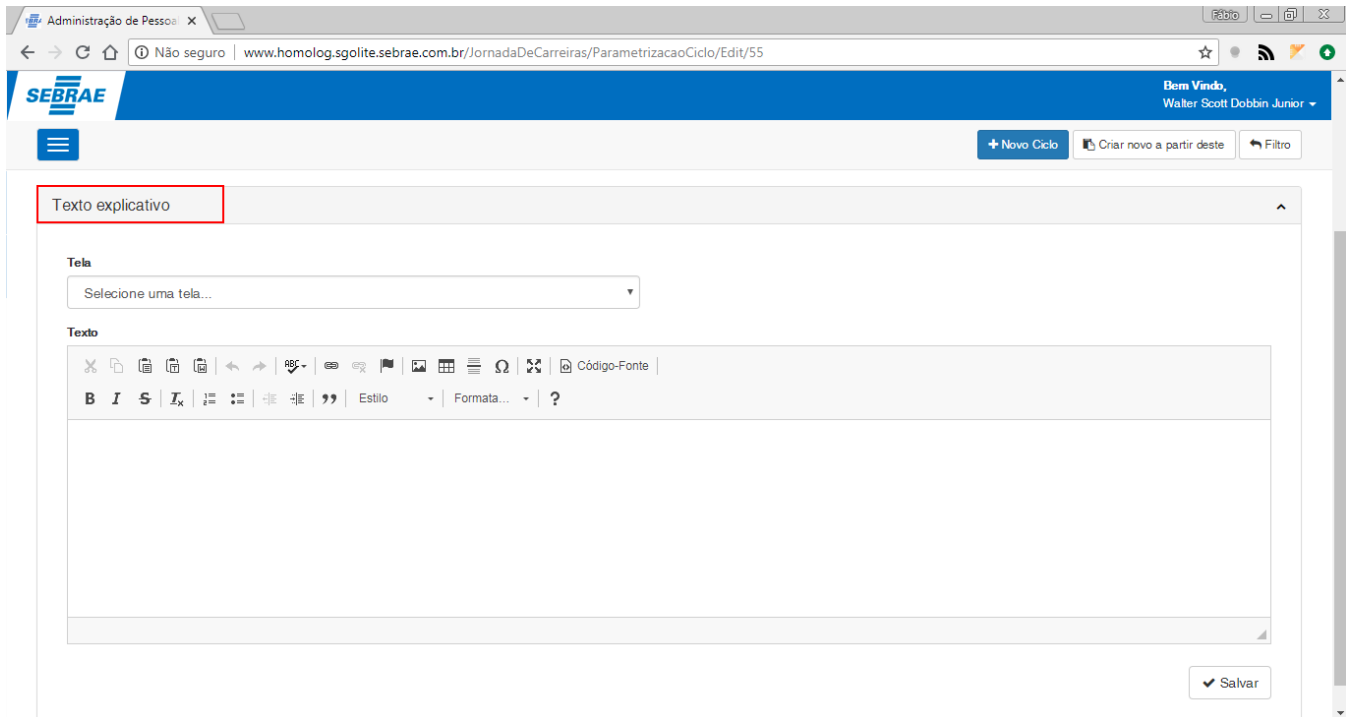 Administração de Pessoa
Fábio
Não seguro | www.homolog.sgolite.sebrae.com.br/JornadaDeCarreiras/ParametrizacaoCiclo/Edit/55
SEBRAE
Bem Vindo,
Walter Scott Dobbin Junior
+ Novo Ciclo
Criar novo a partir deste
Filtro
Texto explicativo
Tela
Selecione uma tela...
Texto
ABC
Ω
Código-Fonte
B I S Tx
Estilo
Formata...
?
Salvar